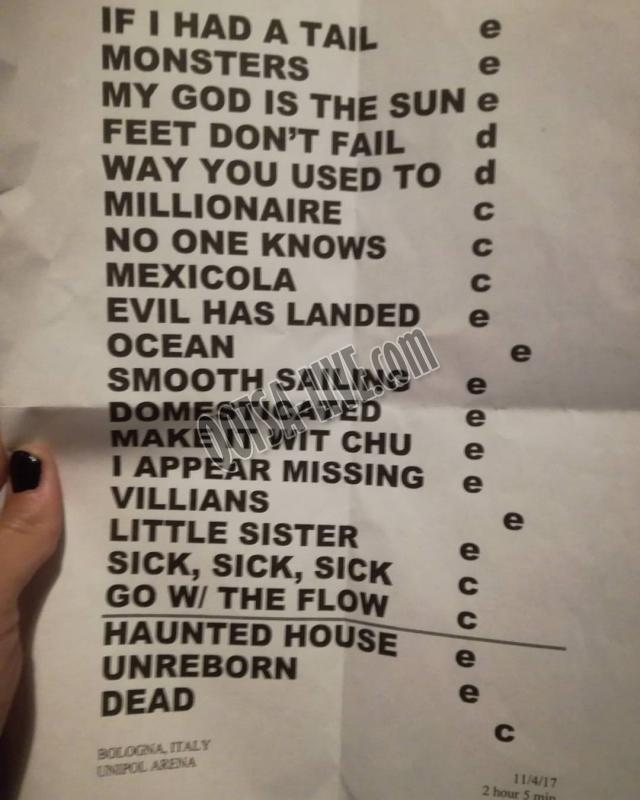 IF I HAD A TAIL e
MONSTERS e
MY GOD IS THE SUN e
FEET DON'T FAIL d
WAY YOU USED TO d
MILLIONAIRE c
NO ONE KNOWS c
MEXICOLA c
EVIL HAS LANDED e
OCEAN e
SMOOTH SAILING e
DOMESTICATED e
MAKE IT WIT CHU e
I APPEAR MISSING e
VILLIANS e
LITTLE SISTER e
SICK, SICK, SICK c
GO W/ THE FLOW c
HAUNTED HOUSE e
UNREBORN e
DEAD c
BOLOGNA, ITALY
UNIPOL ARENA
11/4/17
2 hour 5 min
QOTSA-LIVE.com